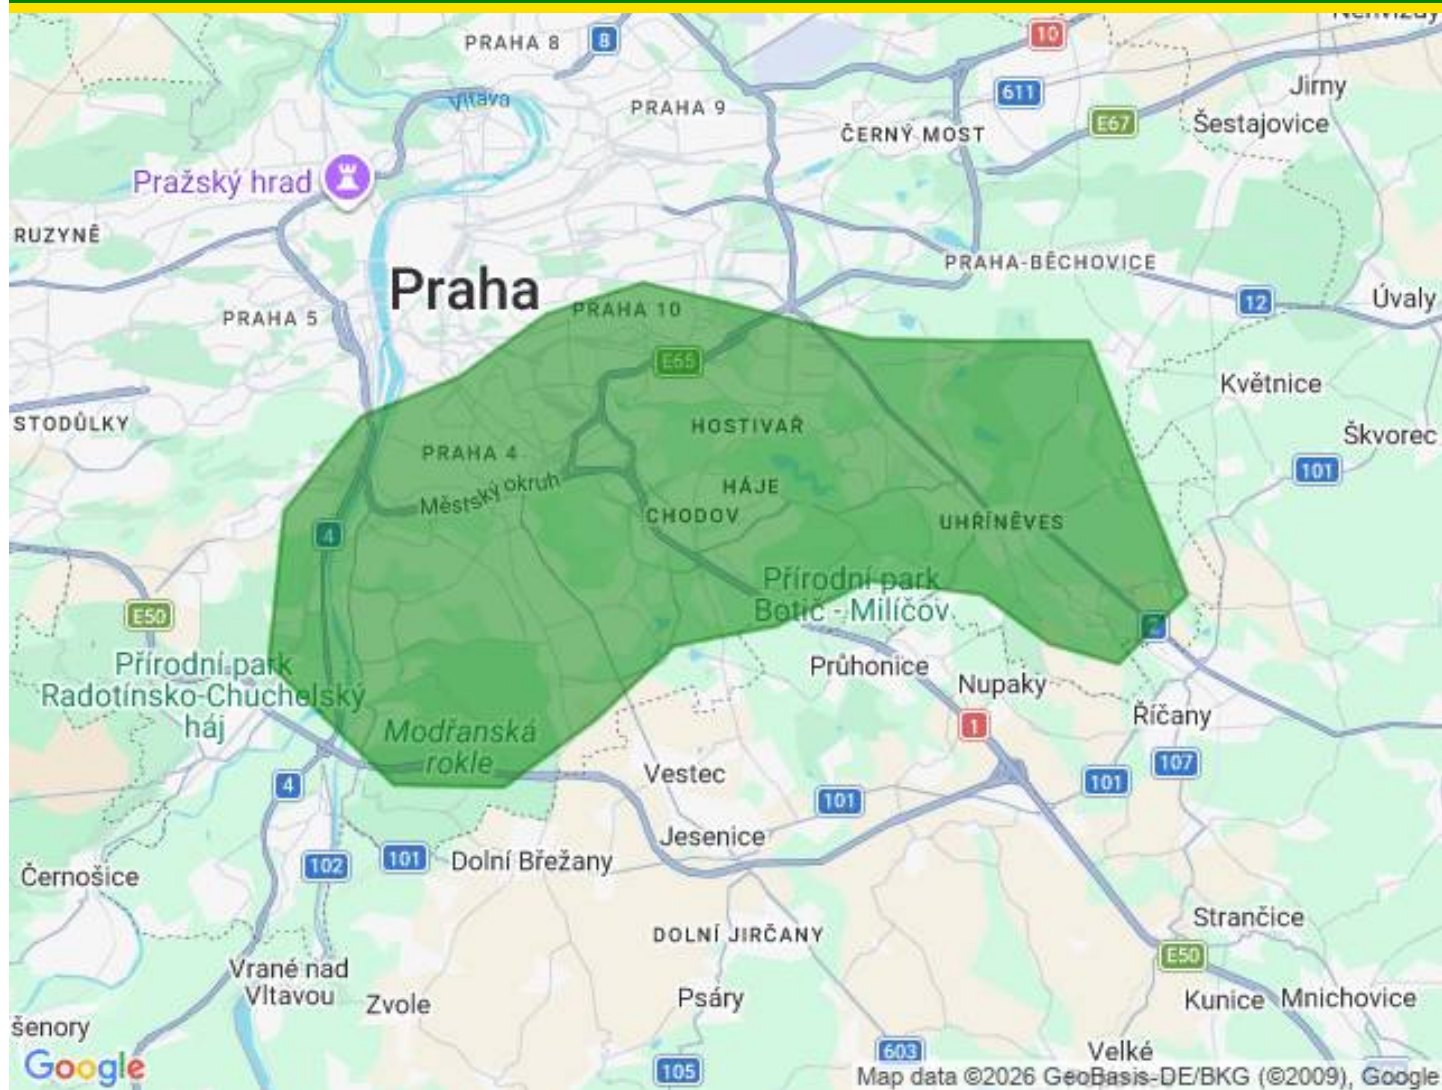 PRAHA 8
8
10
Jirny
611
Vltava
PRAHA 9
E67
Šestajovice
ČERNÝ MOST
Pražský hrad
RUZYNĚ
PRAHA-BĚCHOVICE
Praha
12
Úvaly
PRAHA 10
PRAHA 5
E65
Květnice
STODŮLKY
HOSTIVAŘ
Škvorec
PRAHA 4
101
Městský okruh
HÁJE
CHODOV
UHŘÍNĚVES
4
Přírodní park
Botič - Milíčov
E50
2
Přírodní park
Radotínsko-Chuchelský
háj
Průhonice
Nupaky
Říčany
1
Modřanská
rokle
107
Vestec
101
4
101
Jesenice
102
101
Dolní Břežany
Černošice
Strančice
DOLNÍ JIRČANY
E50
Vrané nad
Vltavou
Zvole
Psáry
Kunice
Mnichovice
šenory
603
Velké
Google
105
Map data ©2026 GeoBasis-DE/BKG (©2009), Google